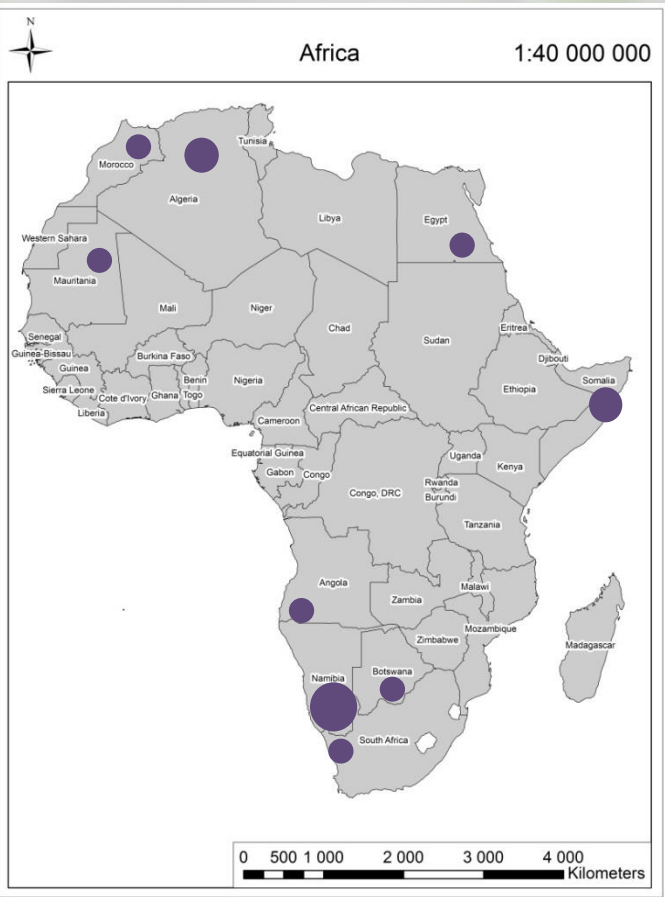 N
Africa
1:40 000 000
Tunisia
Morocco
Algeria
Libya
Egypt
Western Sahara
Mauritania
Mali
Niger
Chad
Sudan
Eritrea
Senegal
Guinea-Bissau
Guinea
Burkina Faso
Djibouti
Benin
Nigeria
Somalia
Ethiopia
Sierra Leone
Cote d'Ivory
Ghana
Togo
Liberia
Central African Republic
Cameroon
Equatorial Guinea
Uganda
Kenya
Gabon
Congo
Rwanda
Congo, DRC
Burundi
Tanzania
Angola
Malawi
Zambia
Mozambique
Zimbabwe
Madagascar
Botswana
Namibia
South Africa
0 500 1 000 2 000 3 000 4 000
Kilometers